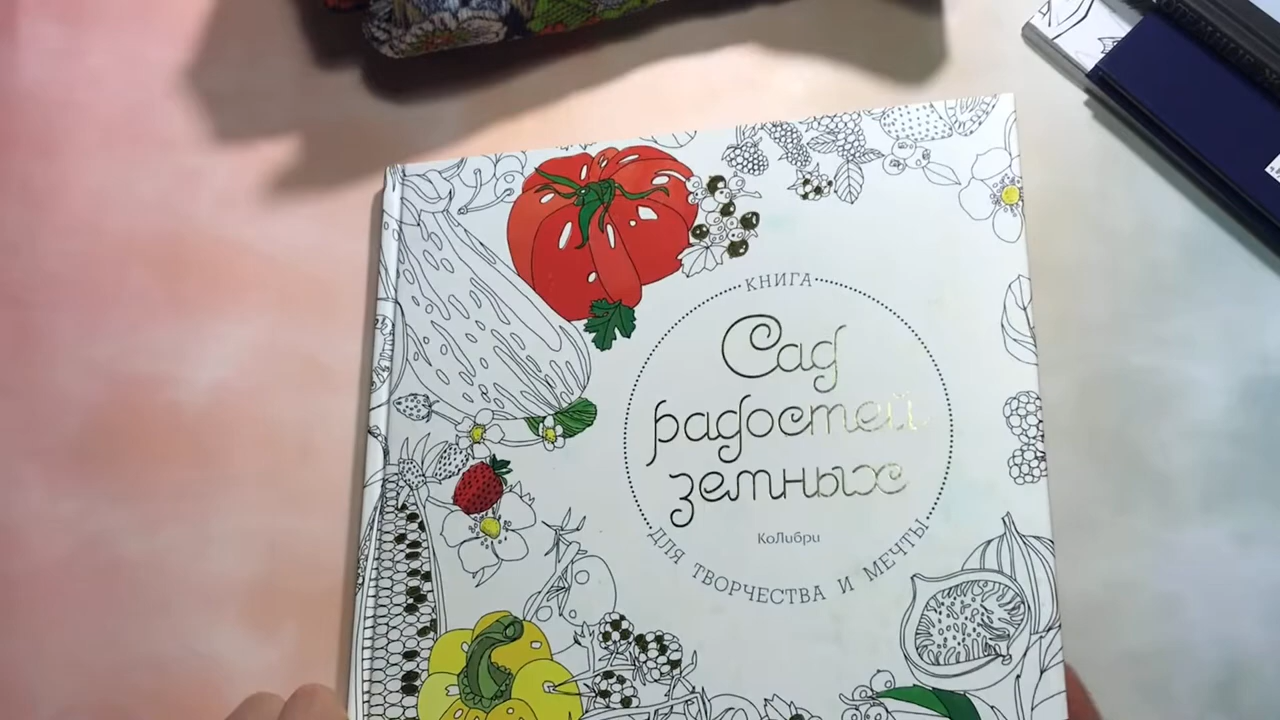 КНИГА
Сад
радостей
земных
КоЛибри
ДЛЯ ТВОРЧЕСТВА И МЕЧТЫ